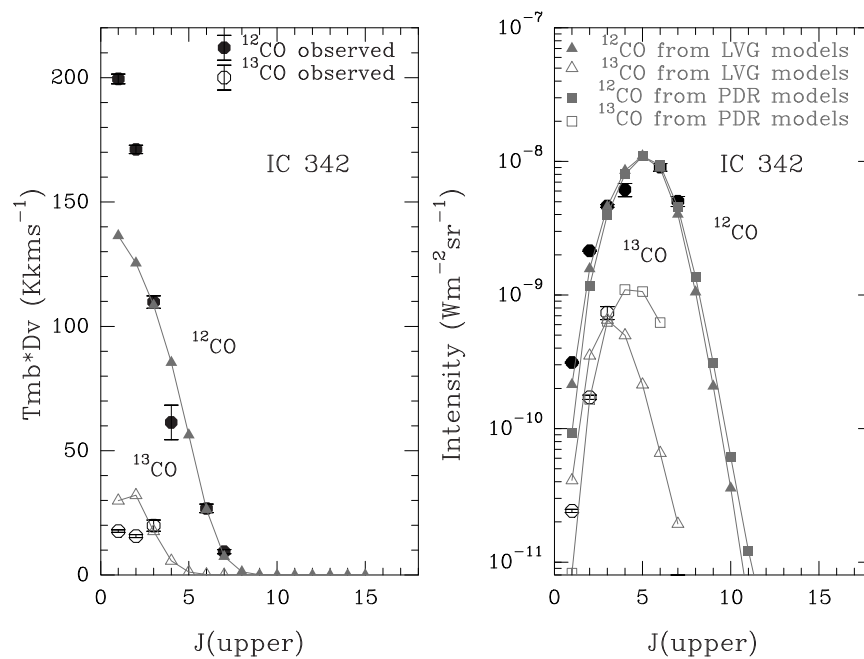 ¹²CO observed
¹³CO observed
IC 342
¹²CO
¹³CO
200
150
100
50
0
Tmb*Dv (Kkms⁻¹)
0 5 10 15
J(upper)
¹²CO from LVG models
¹³CO from LVG models
¹²CO from PDR models
¹³CO from PDR models
IC 342
¹²CO
¹³CO
10⁻⁷
10⁻⁸
10⁻⁹
10⁻¹⁰
10⁻¹¹
Intensity (Wm⁻²sr⁻¹)
0 5 10 15
J(upper)